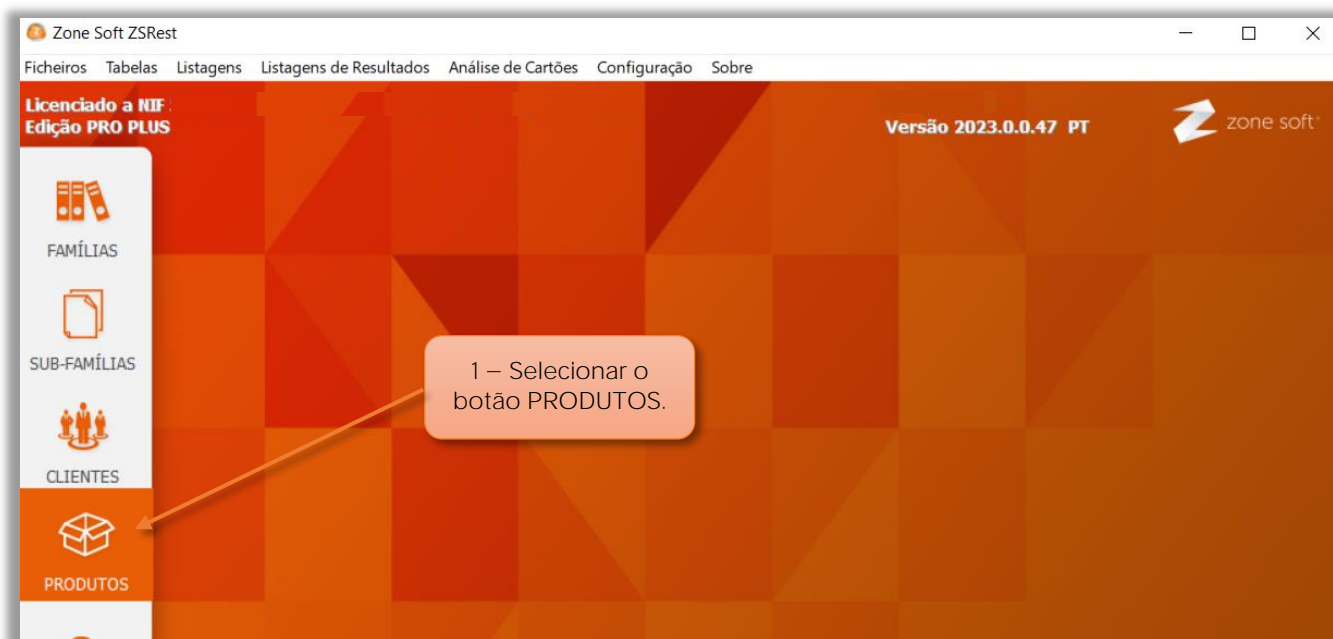 Zone Soft ZSRest
Ficheiros Tabelas Listagens Listagens de Resultados Análise de Cartões Configuração Sobre
Licenciado a NIF
Edição PRO PLUS
Versão 2023.0.0.47 PT
zone soft
FAMÍLIAS
SUB-FAMÍLIAS
1 – Selecionar o
botão PRODUTOS.
CLIENTES
PRODUTOS